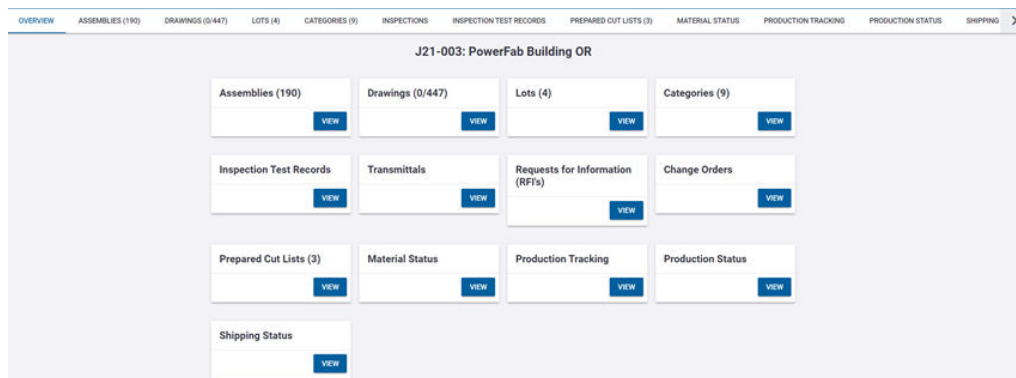 OVERVIEW ASSEMBLIES (190) DRAWINGS (0/447) LOTS (4) CATEGORIES (9) INSPECTIONS INSPECTION TEST RECORDS PREPARED CUT LISTS (3) MATERIAL STATUS PRODUCTION TRACKING PRODUCTION STATUS SHIPPING
J21-003: PowerFab Building OR
Assemblies (190) Drawings (0/447) Lots (4) Categories (9)
VIEW VIEW VIEW VIEW
Inspection Test Records Transmittals Requests for Information (RFI's) Change Orders
VIEW VIEW VIEW VIEW
Prepared Cut Lists (3) Material Status Production Tracking Production Status
VIEW VIEW VIEW VIEW
Shipping Status
VIEW